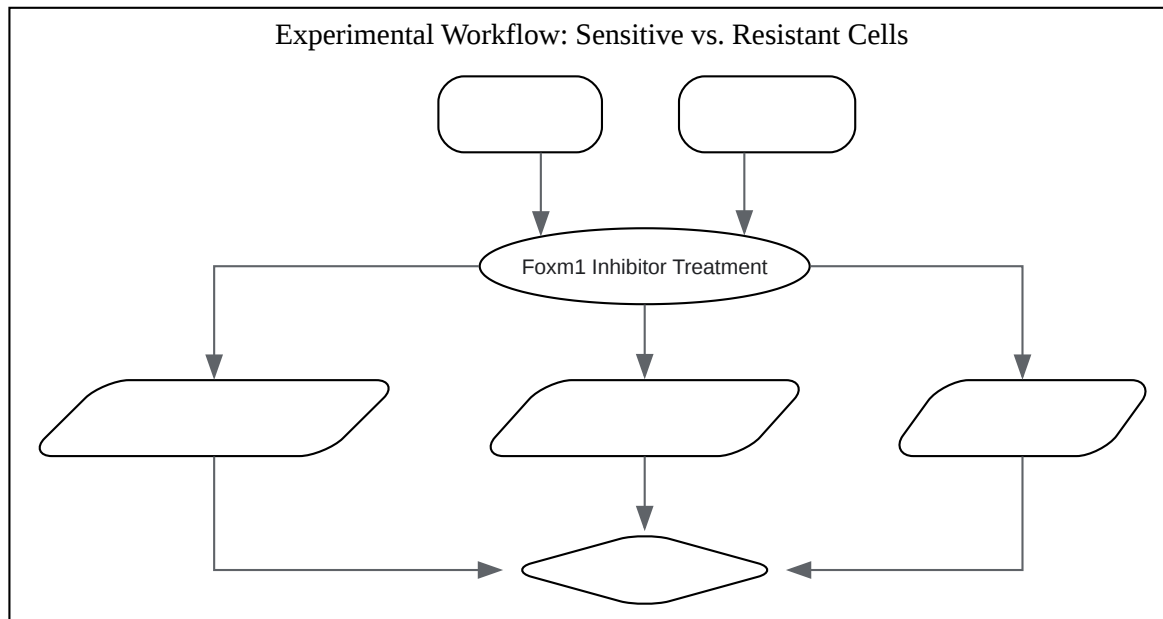 Experimental Workflow: Sensitive vs. Resistant Cells
Foxm1 Inhibitor Treatment